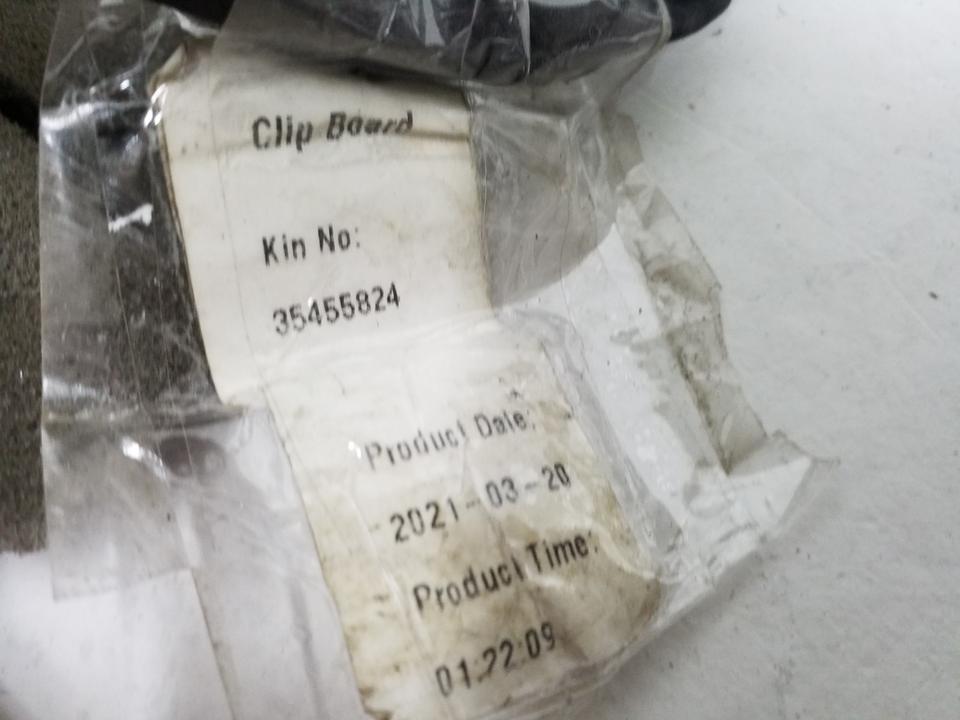 Clip Board
Kin No:
35455824
Product Date:
2021-03-20
Product Time:
01:22:09